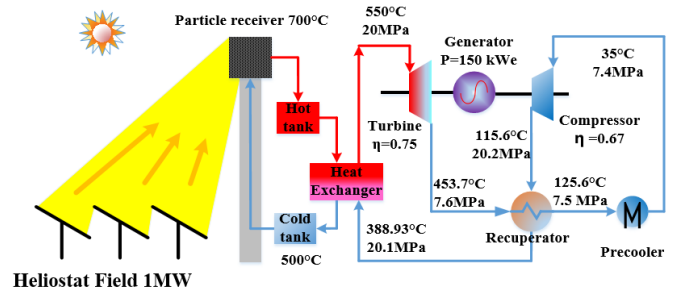 Particle receiver 700°C
550°C
20MPa
Generator
P=150 kWe
35°C
7.4MPa
Hot
tank
Turbine
η=0.75
Compressor
η =0.67
115.6°C
20.2MPa
Heat
Exchanger
453.7°C
7.6MPa
125.6°C
7.5 MPa
Cold
tank
388.93°C
20.1MPa
Recuperator
M
Precooler
500°C
Heliostat Field 1MW